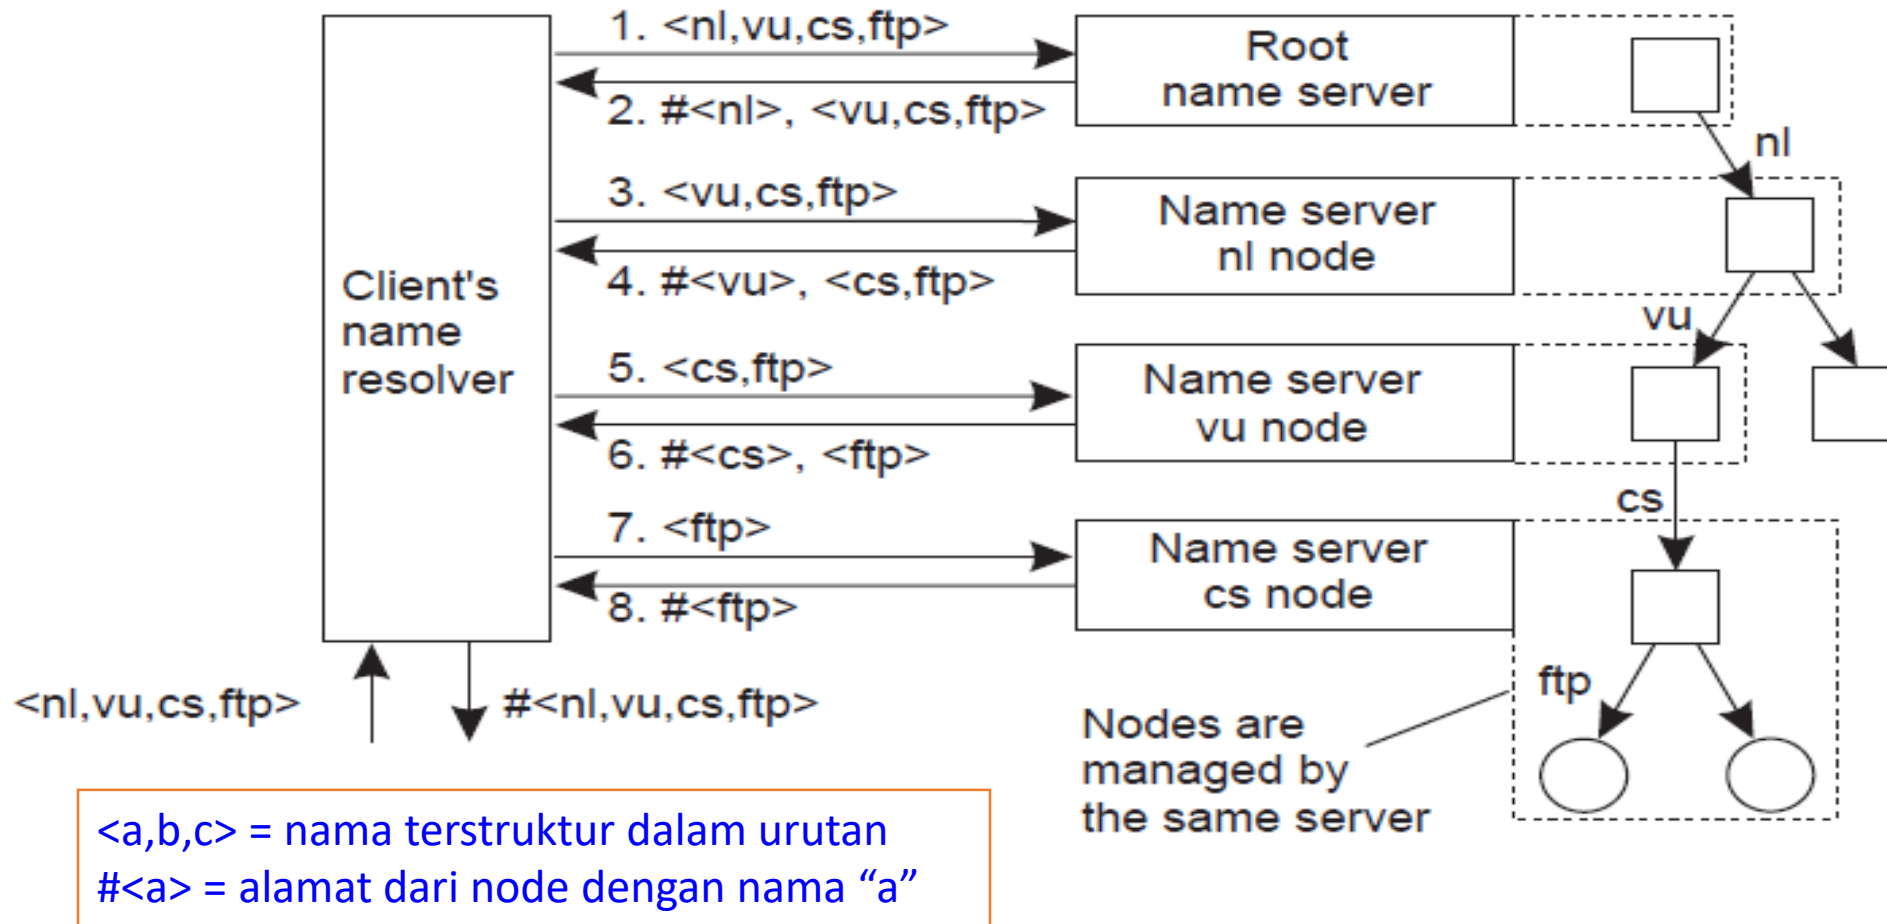 1. <nl,vu,cs,ftp>
Root
name server
2. #<nl>, <vu,cs,ftp>
nl
3. <vu,cs,ftp>
Name server
nl node
4. #<vu>, <cs,ftp>
Client's
name
resolver
vu
5. <cs,ftp>
Name server
vu node
6. #<cs>, <ftp>
cs
7. <ftp>
Name server
cs node
8. #<ftp>
<nl,vu,cs,ftp>
#<nl,vu,cs,ftp>
ftp
Nodes are
managed by
the same server
<a,b,c> = nama terstruktur dalam urutan
#<a> = alamat dari node dengan nama “a”